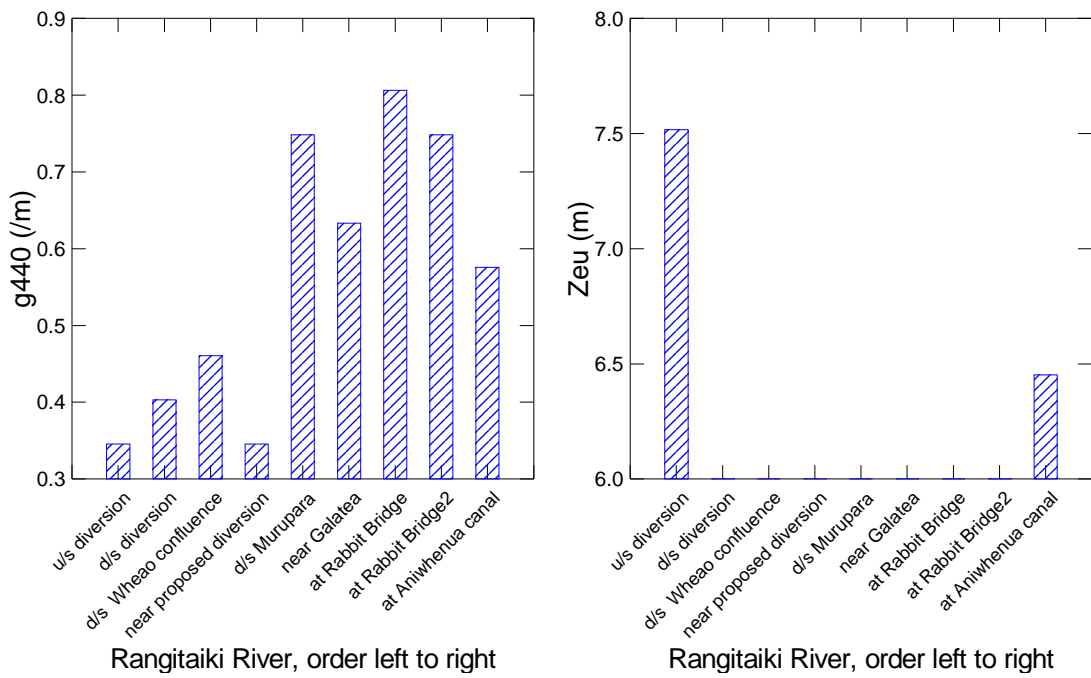 0.9
0.8
0.7
0.6
0.5
0.4
0.3
g440 (/m)
u/s diversion
d/s diversion
d/s  Wheao confluence
near proposed diversion
d/s Murupara
near Galatea
at Rabbit Bridge
at Rabbit Bridge2
at Aniwhenua canal
Rangitaiki River, order left to right
8.0
7.5
7.0
6.5
6.0
Zeu (m)
u/s diversion
d/s diversion
d/s  Wheao confluence
near proposed diversion
d/s Murupara
near Galatea
at Rabbit Bridge
at Rabbit Bridge2
at Aniwhenua canal
Rangitaiki River, order left to right